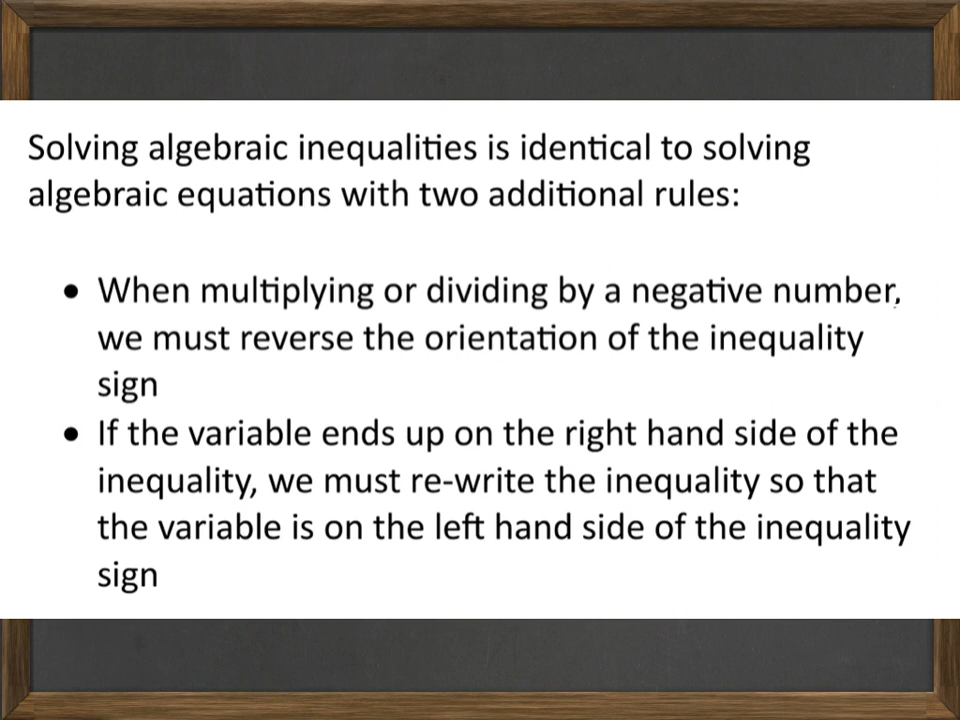 Solving algebraic inequalities is identical to solving
algebraic equations with two additional rules:
• When multiplying or dividing by a negative number,
we must reverse the orientation of the inequality
sign
• If the variable ends up on the right hand side of the
inequality, we must re-write the inequality so that
the variable is on the left hand side of the inequality
sign